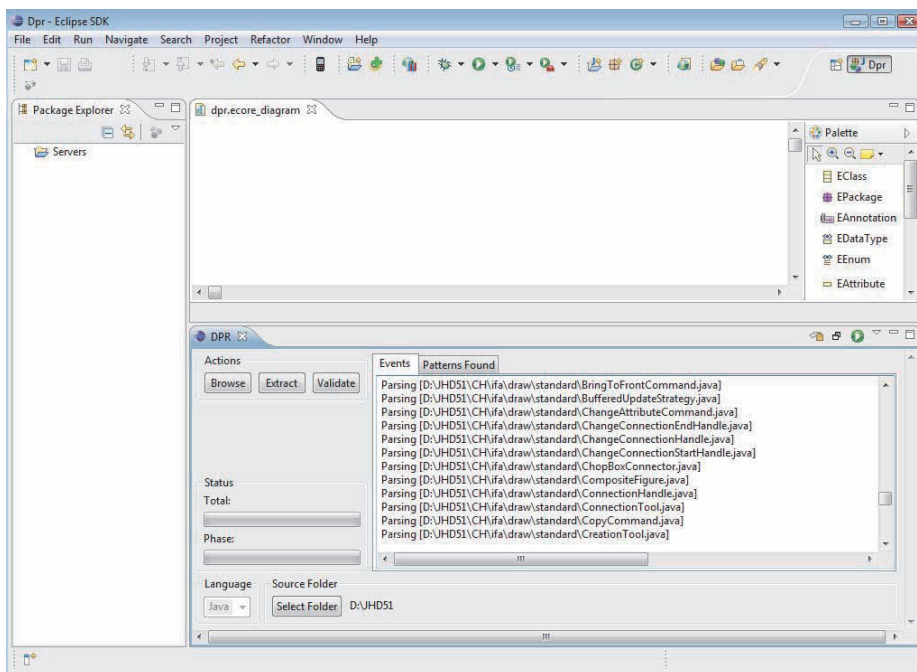 Dpr - Eclipse SDK
File Edit Run Navigate Search Project Refactor Window Help
Dpr
Package Explorer
dpr.ecore_diagram
Servers
Palette
EClass
EPackage
EAnnotation
EDataType
EEnum
EAttribute
DPR
Actions
Browse Extract Validate
Events Patterns Found
Parsing [D:\JHD51\CH\ifa\draw\standard\BringToFrontCommand.java]
Parsing [D:\JHD51\CH\ifa\draw\standard\BufferedUpdateStrategy.java]
Parsing [D:\JHD51\CH\ifa\draw\standard\ChangeAttributeCommand.java]
Parsing [D:\JHD51\CH\ifa\draw\standard\ChangeConnectionEndHandle.java]
Parsing [D:\JHD51\CH\ifa\draw\standard\ChangeConnectionHandle.java]
Parsing [D:\JHD51\CH\ifa\draw\standard\ChangeConnectionStartHandle.java]
Parsing [D:\JHD51\CH\ifa\draw\standard\ChopBoxConnector.java]
Parsing [D:\JHD51\CH\ifa\draw\standard\CompositeFigure.java]
Parsing [D:\JHD51\CH\ifa\draw\standard\ConnectionHandle.java]
Parsing [D:\JHD51\CH\ifa\draw\standard\ConnectionTool.java]
Parsing [D:\JHD51\CH\ifa\draw\standard\CopyCommand.java]
Parsing [D:\JHD51\CH\ifa\draw\standard\CreationTool.java]
Status
Total:
Phase:
Language
Java
Source Folder
Select Folder D:\JHD51